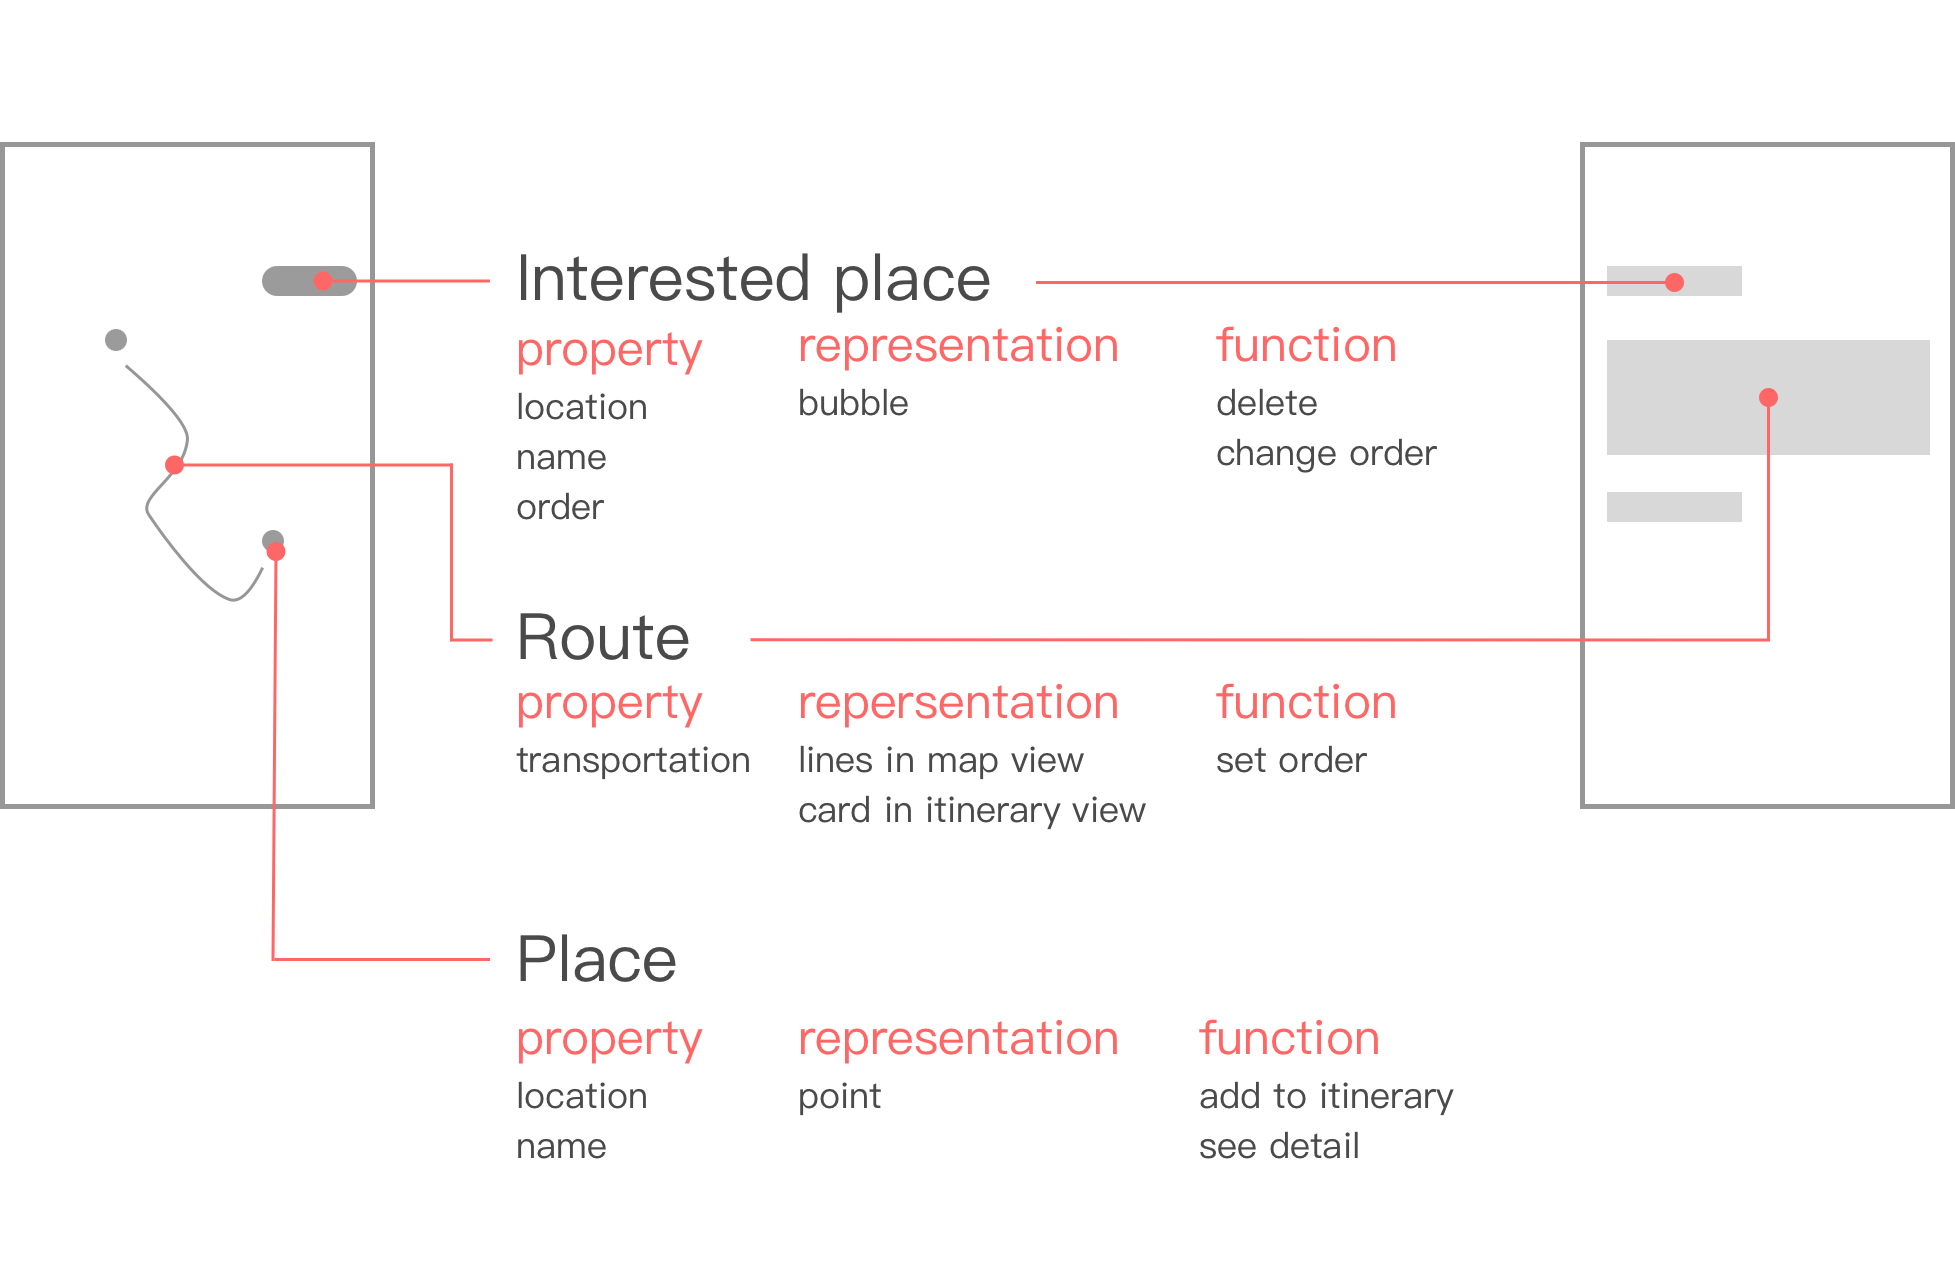 Interested place
property representation function
location bubble delete
name change order
order
Route
property repersentation function
transportation lines in map view set order
card in itinerary view
Place
property representation function
location point add to itinerary
name see detail